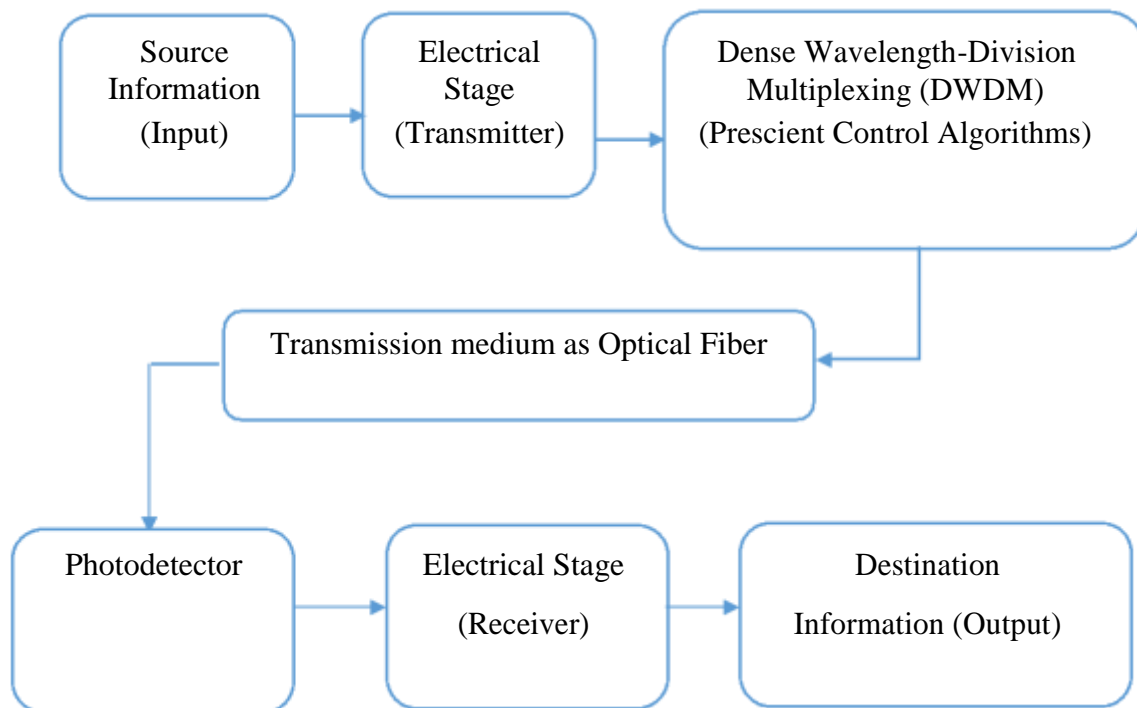 Source
Information
(Input)
Electrical
Stage
(Transmitter)
Dense Wavelength-Division
Multiplexing (DWDM)
(Prescient Control Algorithms)
Transmission medium as Optical Fiber
Photodetector
Electrical Stage
(Receiver)
Destination
Information (Output)